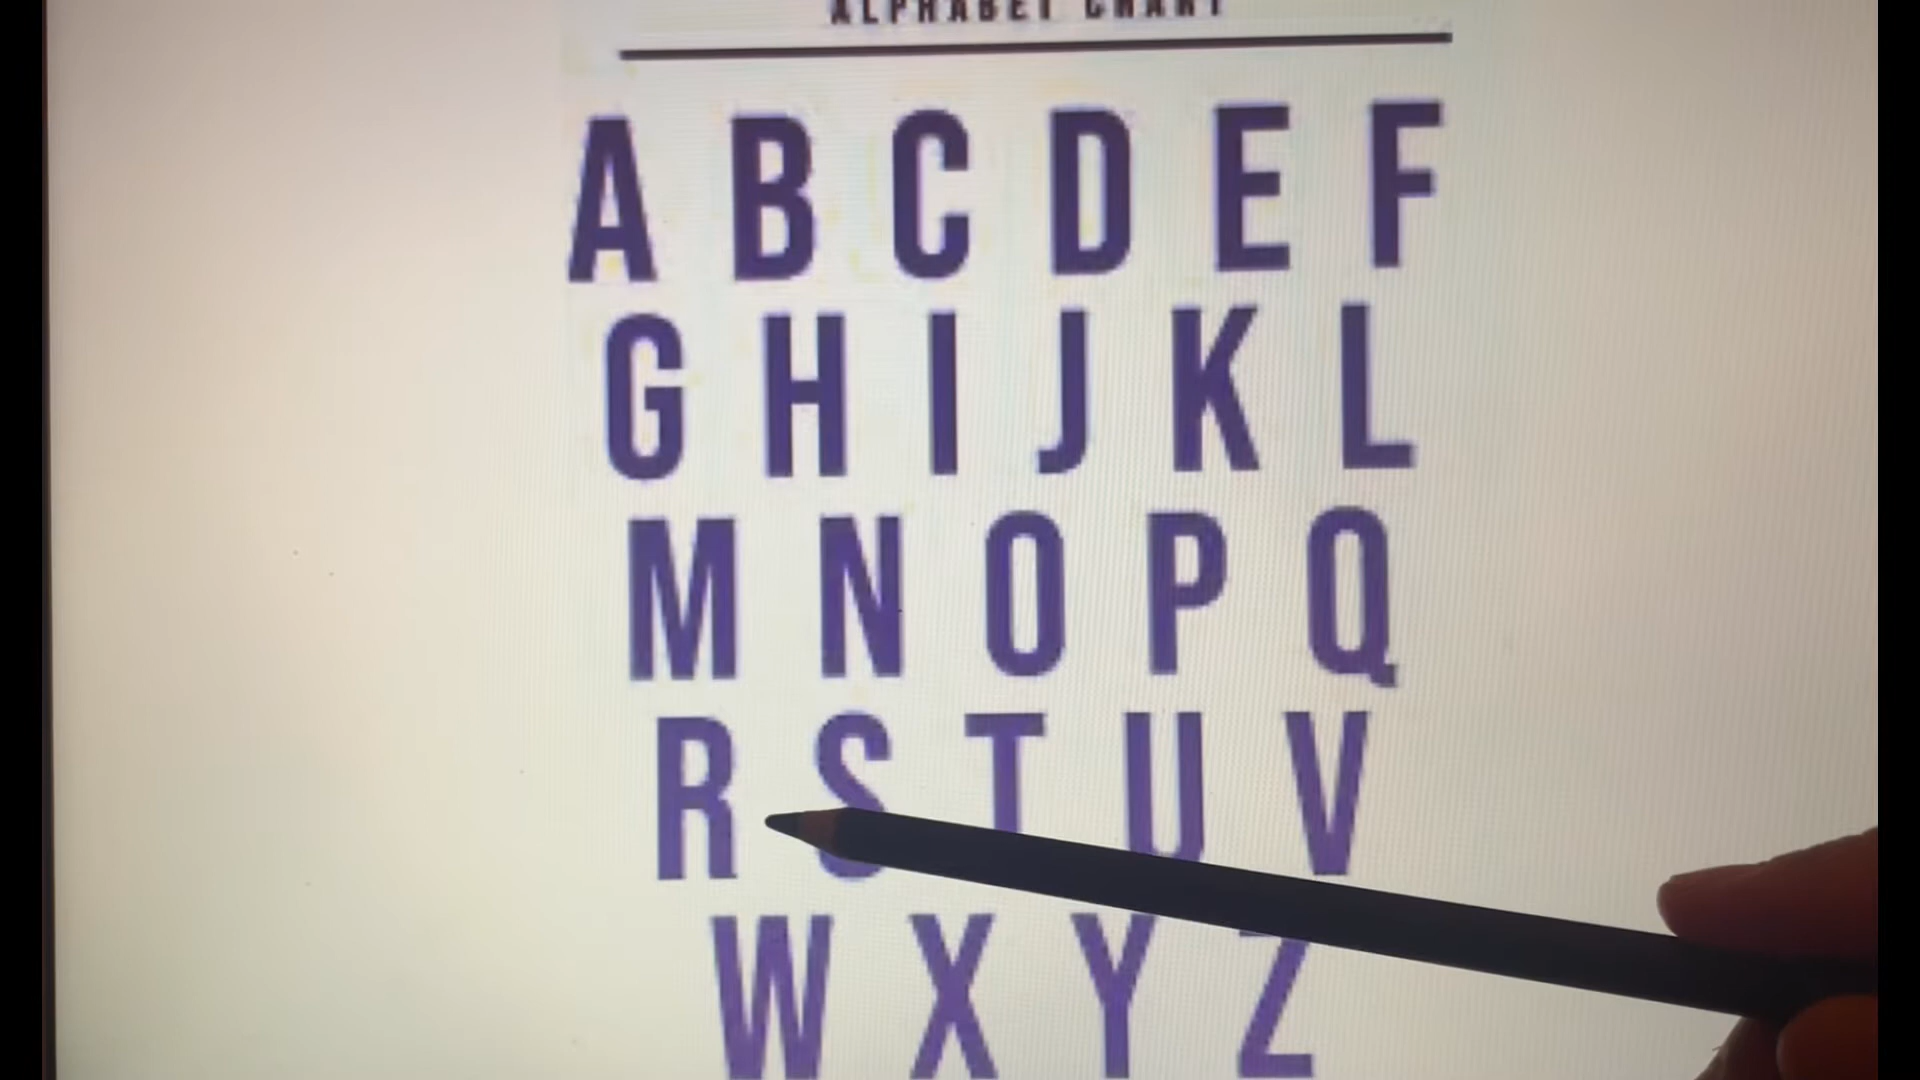 ALPHABET CHART
A B C D E F
G H I J K L
M N O P Q
R S T U V
W X Y Z